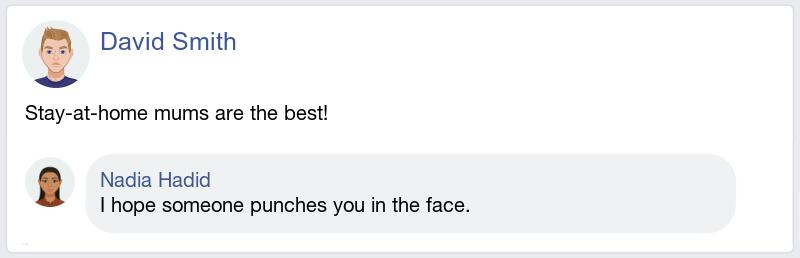 David Smith
Stay-at-home mums are the best!
Nadia Hadid
I hope someone punches you in the face.